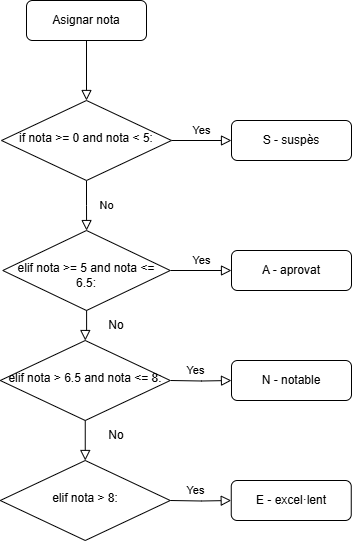 Asignar nota
if nota >= 0 and nota < 5:
Yes
S - suspès
No
elif nota >= 5 and nota <=
6.5:
Yes
A - aprovat
No
elif nota > 6.5 and nota <= 8:
Yes
N - notable
No
elif nota > 8:
Yes
E - excel·lent